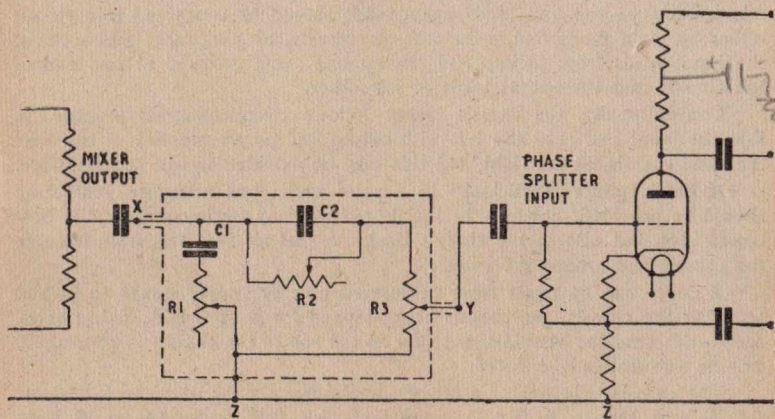 MIXER
OUTPUT
X
C1
C2
R1
R2
R3
Y
PHASE
SPLITTER
INPUT
+
Z
Z